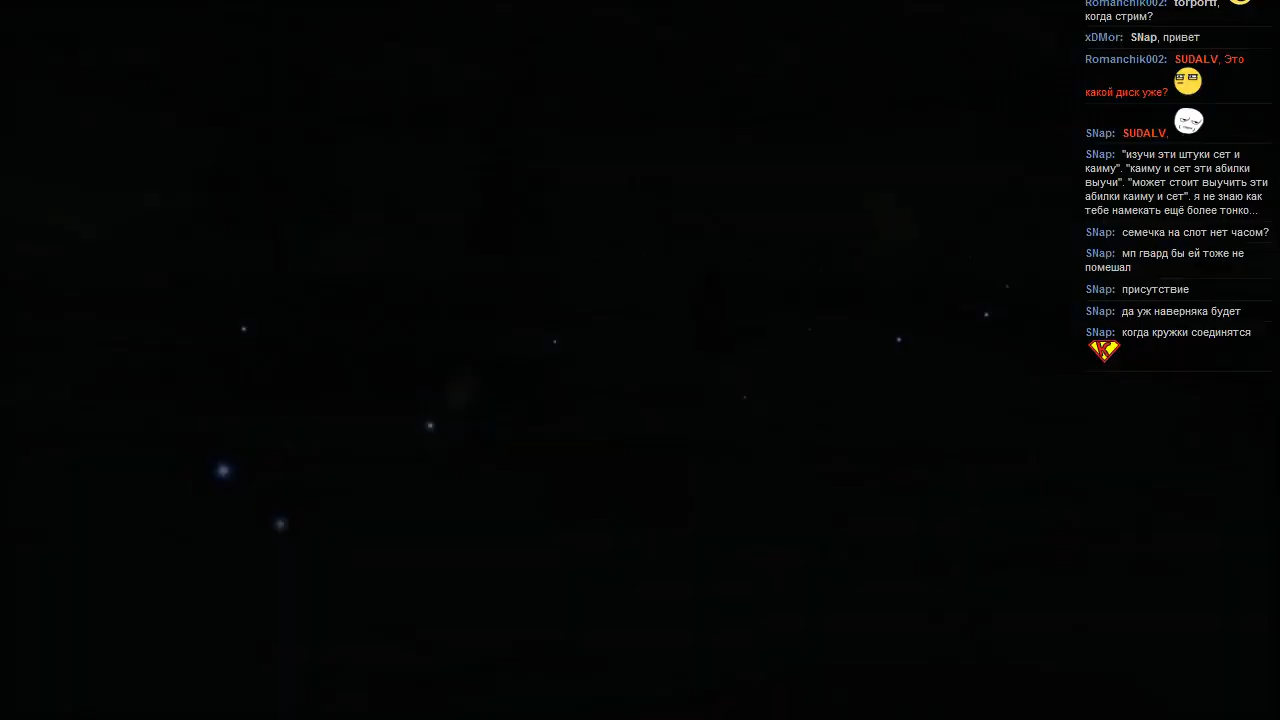 Romanchik002: torporti,
когда стрим?
xDMor: SNap, привет
Romanchik002: SUDALV, Это
какой диск уже?
SNap: SUDALV,
SNap: "изучи эти штуки сет и
каиму". "каиму и сет эти абилки
выучи". "может стоит выучить эти
абилки каиму и сет". я не знаю как
тебе намекать ещё более тонко...
SNap: семечка на слот нет часом?
SNap: мп гвард бы ей тоже не
помешал
SNap: присутствие
SNap: да уж наверняка будет
SNap: когда кружки соединятся